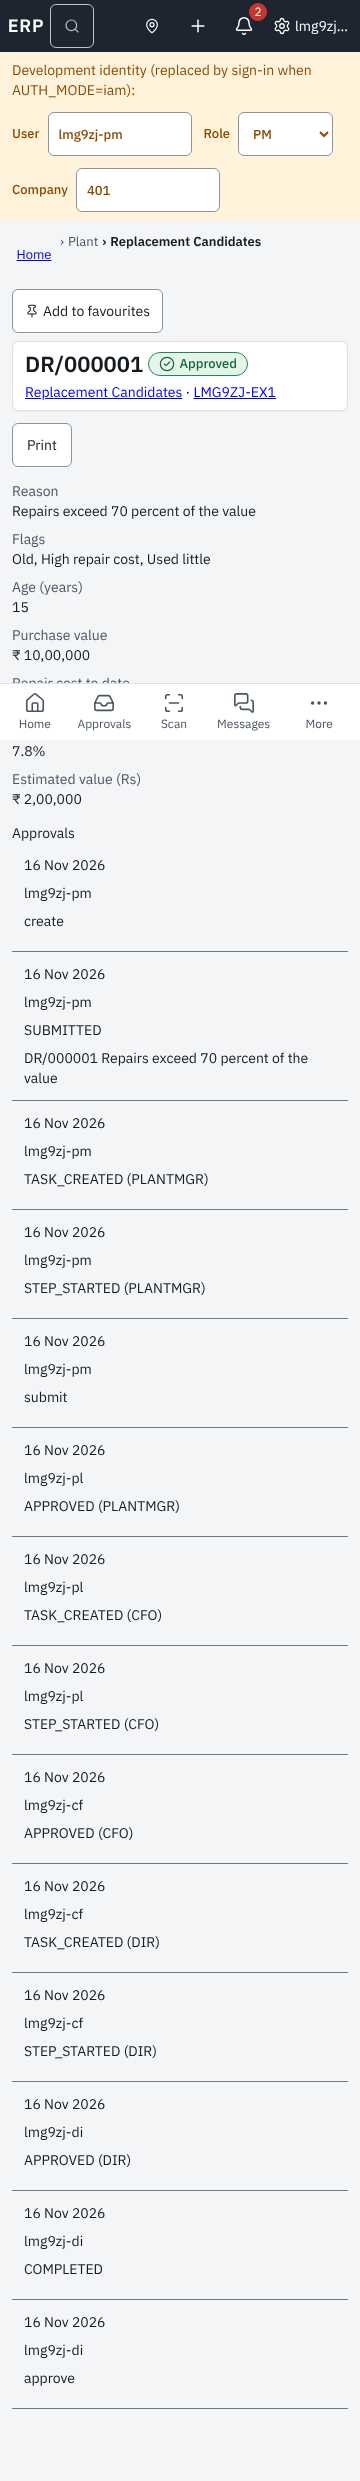 ERP
2
lmg9zj...
Development identity (replaced by sign-in when
AUTH_MODE=iam):
User lmg9zj-pm Role PM
Company 401
Home › Plant › Replacement Candidates
Add to favourites
DR/000001 Approved
Replacement Candidates · LMG9ZJ-EX1
Print
Reason
Repairs exceed 70 percent of the value
Flags
Old, High repair cost, Used little
Age (years)
15
Purchase value
₹ 10,00,000
Repair cost to date
Home Approvals Scan Messages More
7.8%
Estimated value (Rs)
₹ 2,00,000
Approvals
16 Nov 2026
lmg9zj-pm
create
16 Nov 2026
lmg9zj-pm
SUBMITTED
DR/000001 Repairs exceed 70 percent of the
value
16 Nov 2026
lmg9zj-pm
TASK_CREATED (PLANTMGR)
16 Nov 2026
lmg9zj-pm
STEP_STARTED (PLANTMGR)
16 Nov 2026
lmg9zj-pm
submit
16 Nov 2026
lmg9zj-pl
APPROVED (PLANTMGR)
16 Nov 2026
lmg9zj-pl
TASK_CREATED (CFO)
16 Nov 2026
lmg9zj-pl
STEP_STARTED (CFO)
16 Nov 2026
lmg9zj-cf
APPROVED (CFO)
16 Nov 2026
lmg9zj-cf
TASK_CREATED (DIR)
16 Nov 2026
lmg9zj-cf
STEP_STARTED (DIR)
16 Nov 2026
lmg9zj-di
APPROVED (DIR)
16 Nov 2026
lmg9zj-di
COMPLETED
16 Nov 2026
lmg9zj-di
approve